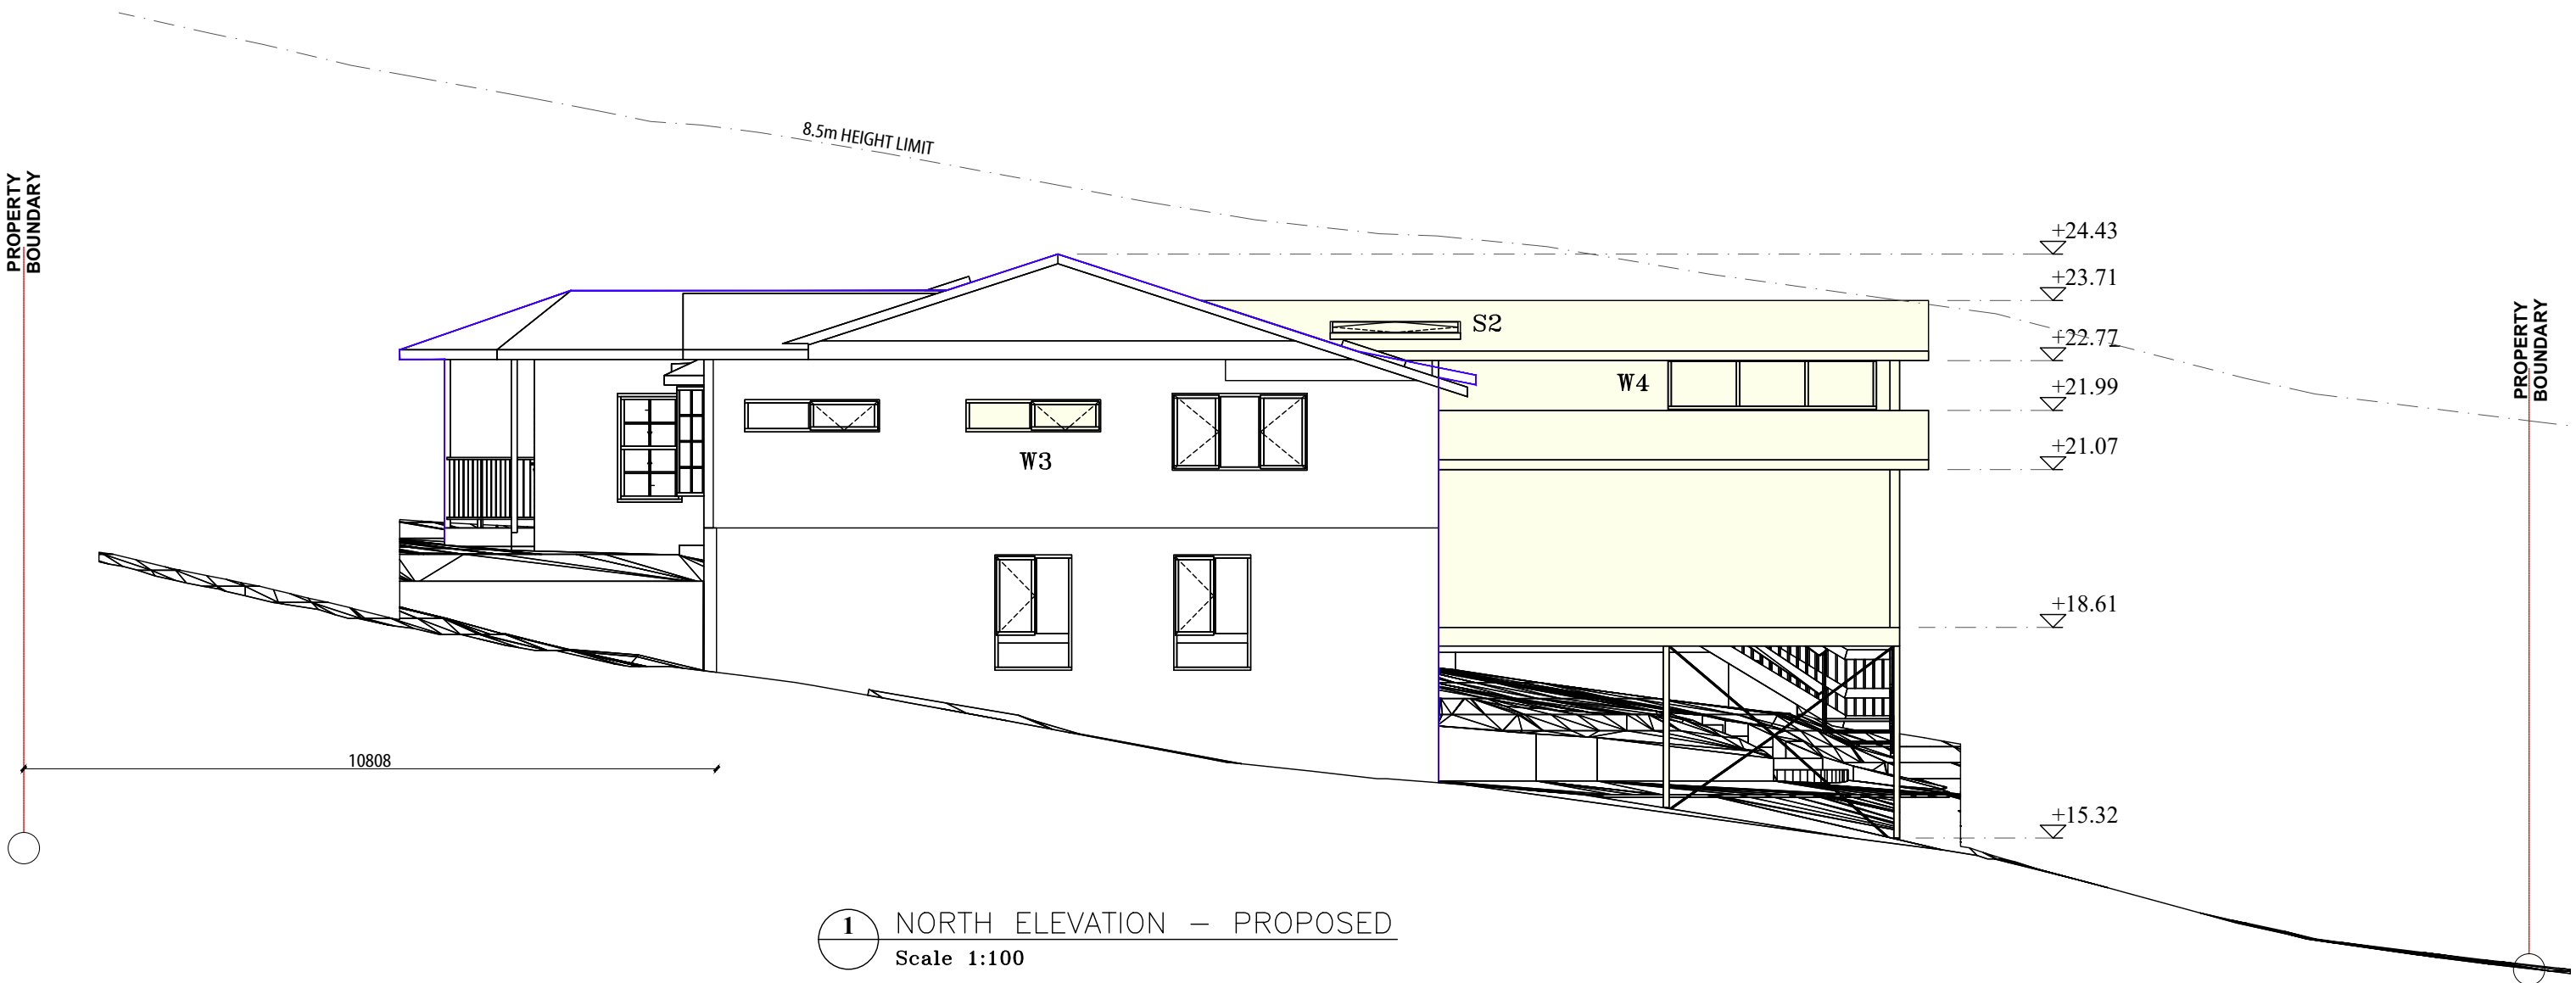 8.5m HEIGHT LIMIT
PROPERTY
BOUNDARY
PROPERTY
BOUNDARY
+24.43
+23.71
S2
+22.77
W4
+21.99
W3
+21.07
+18.61
10808
+15.32
1
NORTH ELEVATION – PROPOSED
Scale 1:100